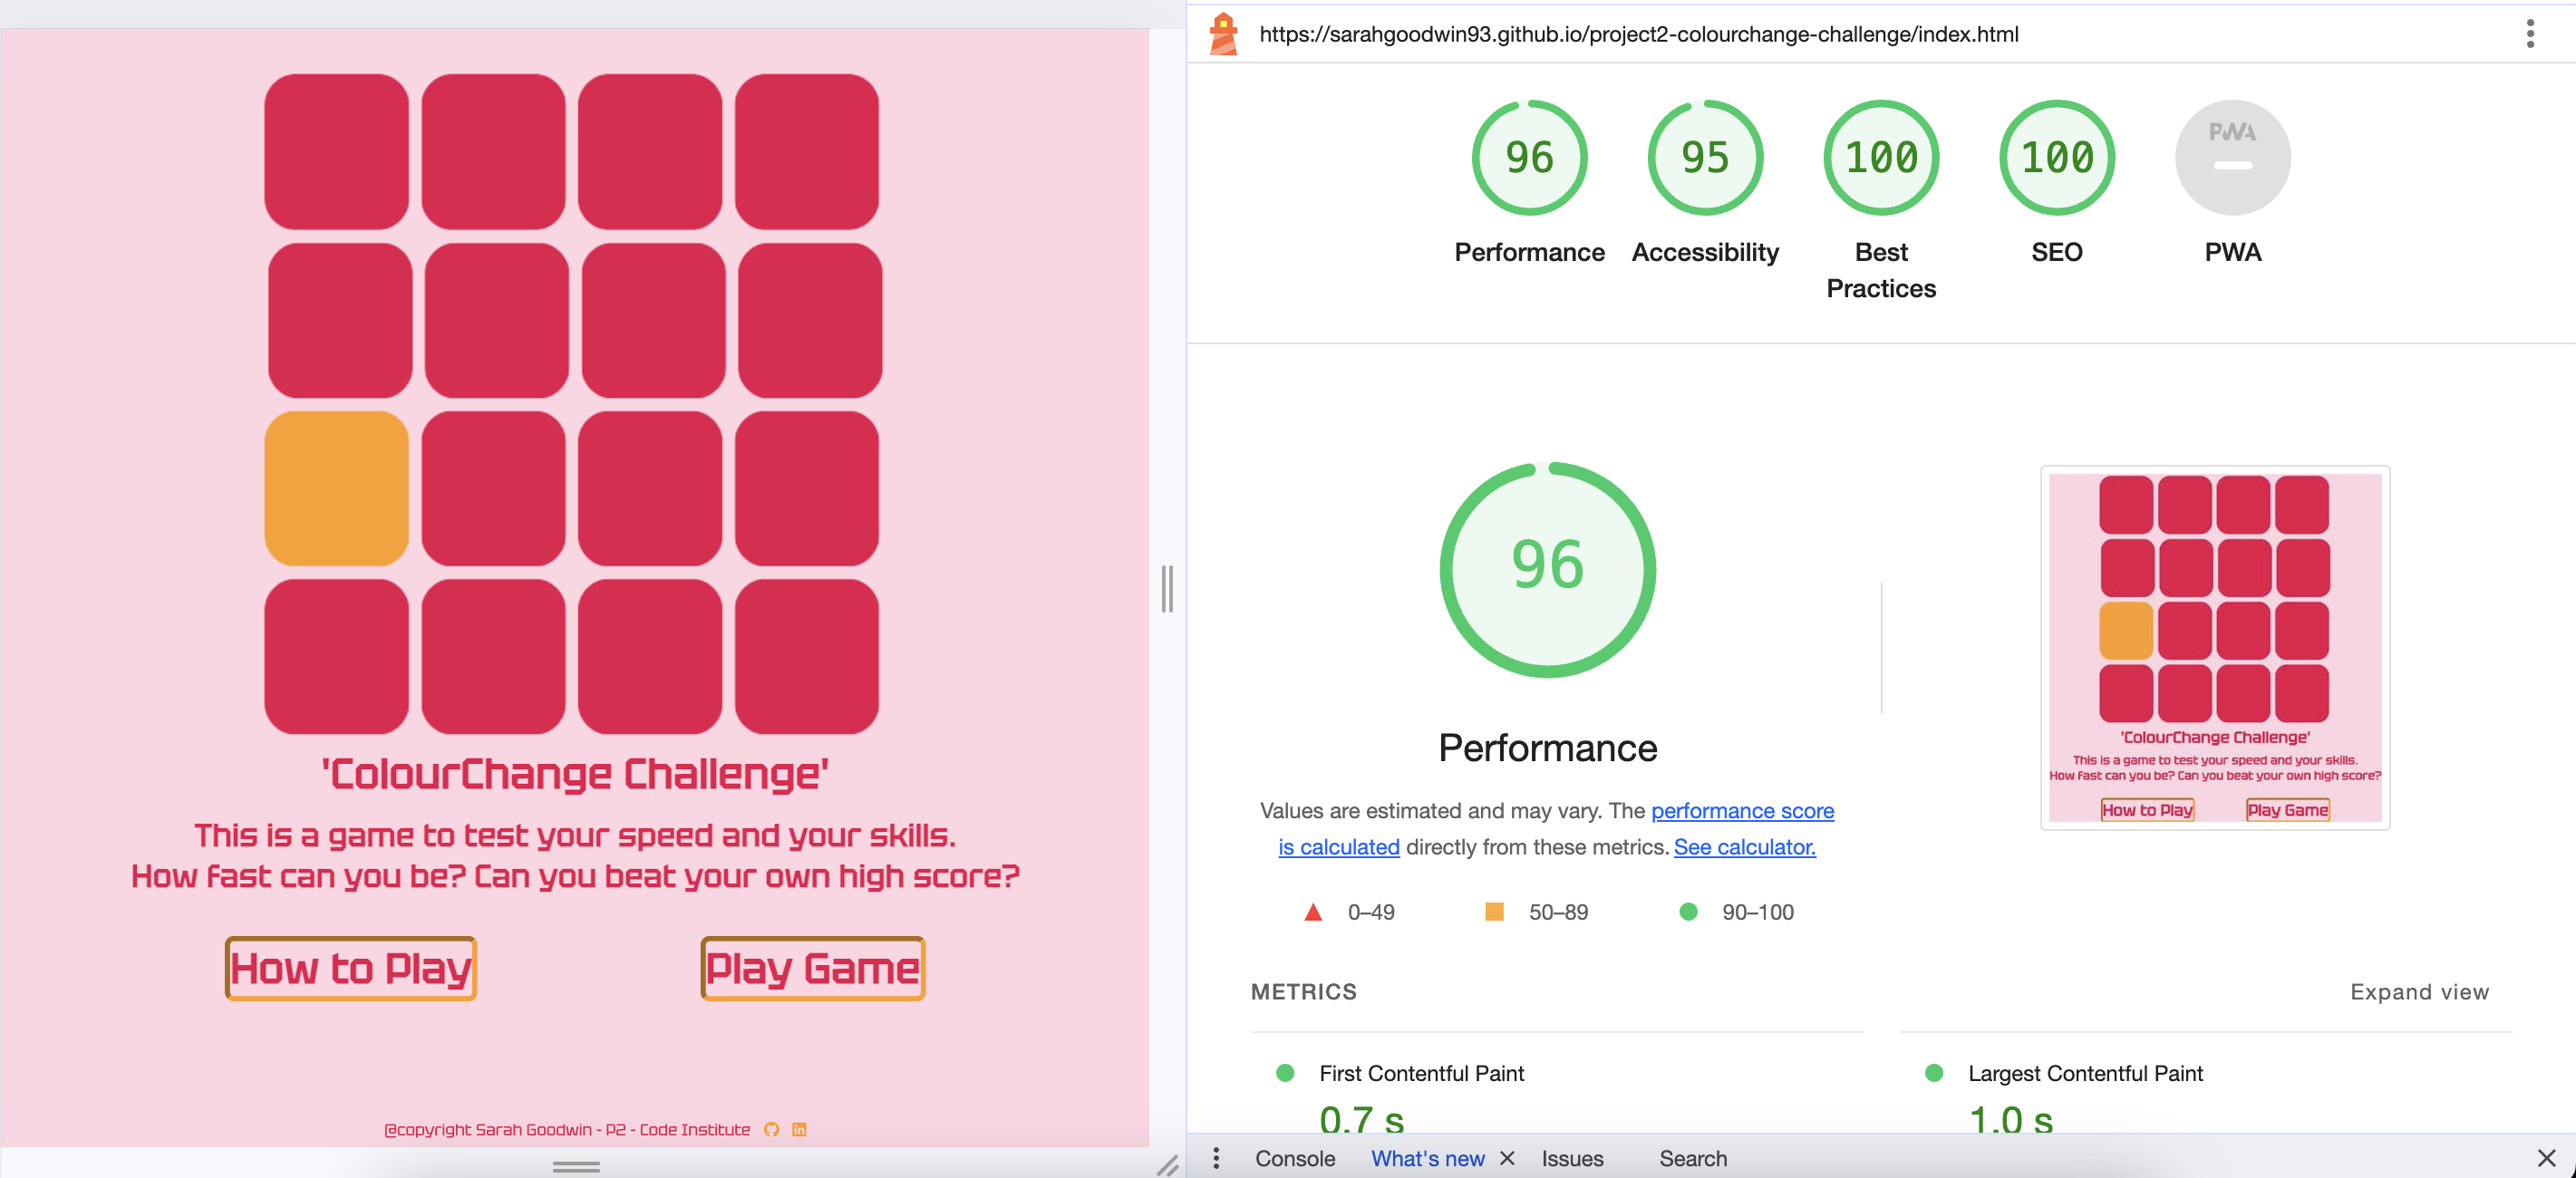 'ColourChange Challenge'
This is a game to test your speed and your skills.
How fast can you be? Can you beat your own high score?
How to Play
Play Game
@copyright Sarah Goodwin - P2 - Code Institute
https://sarahgoodwin93.github.io/project2-colourchange-challenge/index.html
96
95
100
100
PWA
Performance
Accessibility
Best
Practices
SEO
PWA
96
Performance
Values are estimated and may vary. The performance score
is calculated directly from these metrics. See calculator.
0–49
50–89
90–100
'ColourChange Challenge'
This is a game to test your speed and your skills.
How fast can you be? Can you beat your own high score?
How to Play
Play Game
METRICS
Expand view
First Contentful Paint
0.7 s
Largest Contentful Paint
1.0 s
Console
What's new
Issues
Search